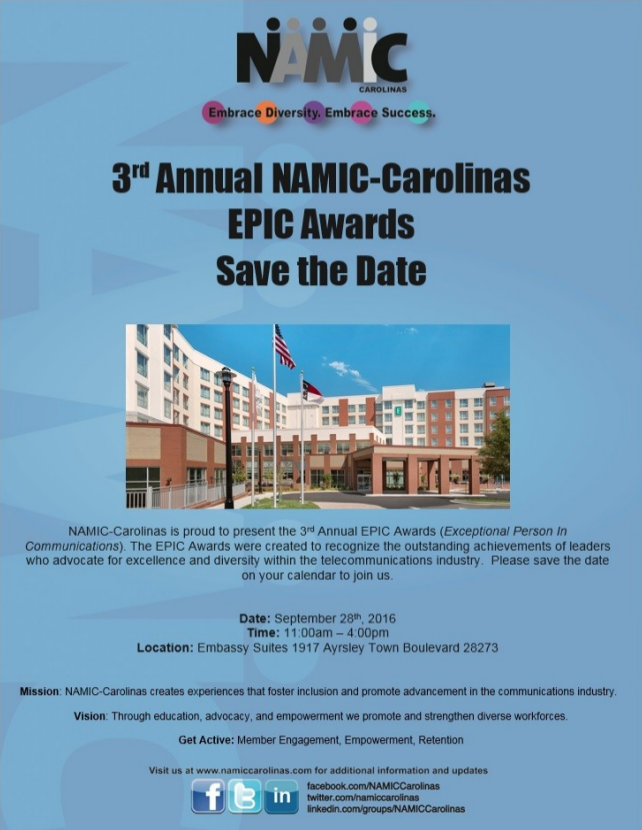 NAMIC
CAROLINAS
Embrace Diversity. Embrace Success.
3rd Annual NAMIC-Carolinas
EPIC Awards
Save the Date
NAMIC-Carolinas is proud to present the 3rd Annual EPIC Awards (Exceptional Person In
Communications). The EPIC Awards were created to recognize the outstanding achievements of leaders
who advocate for excellence and diversity within the telecommunications industry. Please save the date
on your calendar to join us.
Date: September 28th, 2016
Time: 11:00am – 4:00pm
Location: Embassy Suites 1917 Ayrsley Town Boulevard 28273
Mission: NAMIC-Carolinas creates experiences that foster inclusion and promote advancement in the communications industry.
Vision: Through education, advocacy, and empowerment we promote and strengthen diverse workforces.
Get Active: Member Engagement, Empowerment, Retention
Visit us at www.namiccarolinas.com for additional information and updates
facebook.com/NAMICCarolinas
twitter.com/namiccarolinas
linkedin.com/groups/NAMICCarolinas